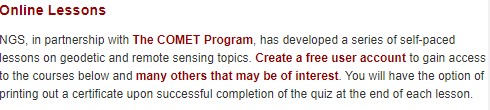 Online Lessons
NGS, in partnership with The COMET Program, has developed a series of self-paced
lessons on geodetic and remote sensing topics. Create a free user account to gain access
to the courses below and many others that may be of interest. You will have the option of
printing out a certificate upon successful completion of the quiz at the end of each lesson.